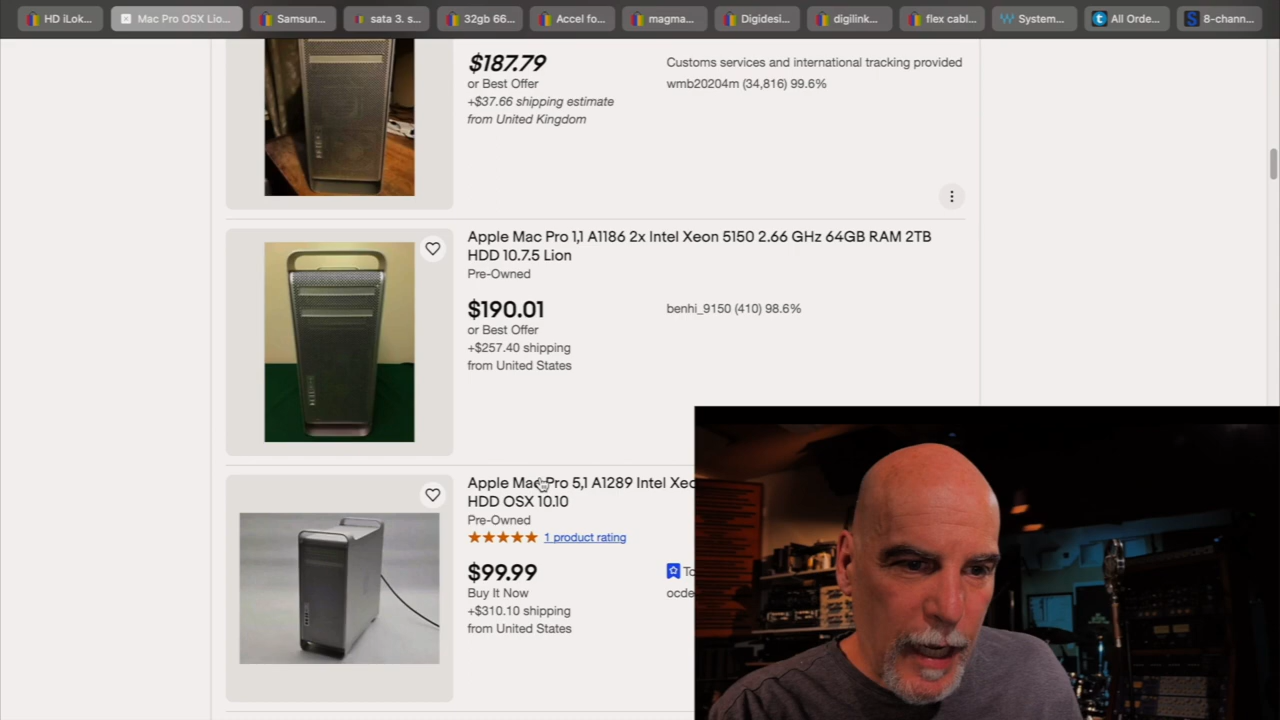 HD iLok...
Mac Pro OSX Lio...
Samsun...
sata 3. s...
32gb 66...
Accel fo...
magma...
Digidesi...
digilink...
flex cabl...
System...
All Orde...
8-chann...
$187.79
or Best Offer
+$37.66 shipping estimate
from United Kingdom
Customs services and international tracking provided
wmb20204m (34,816) 99.6%
Apple Mac Pro 1,1 A1186 2x Intel Xeon 5150 2.66 GHz 64GB RAM 2TB
HDD 10.7.5 Lion
Pre-Owned
$190.01
or Best Offer
+$257.40 shipping
from United States
benhi_9150 (410) 98.6%
Apple Mac Pro 5,1 A1289 Intel Xeo
HDD OSX 10.10
Pre-Owned
1 product rating
$99.99
Buy It Now
+$310.10 shipping
from United States
To
ocde